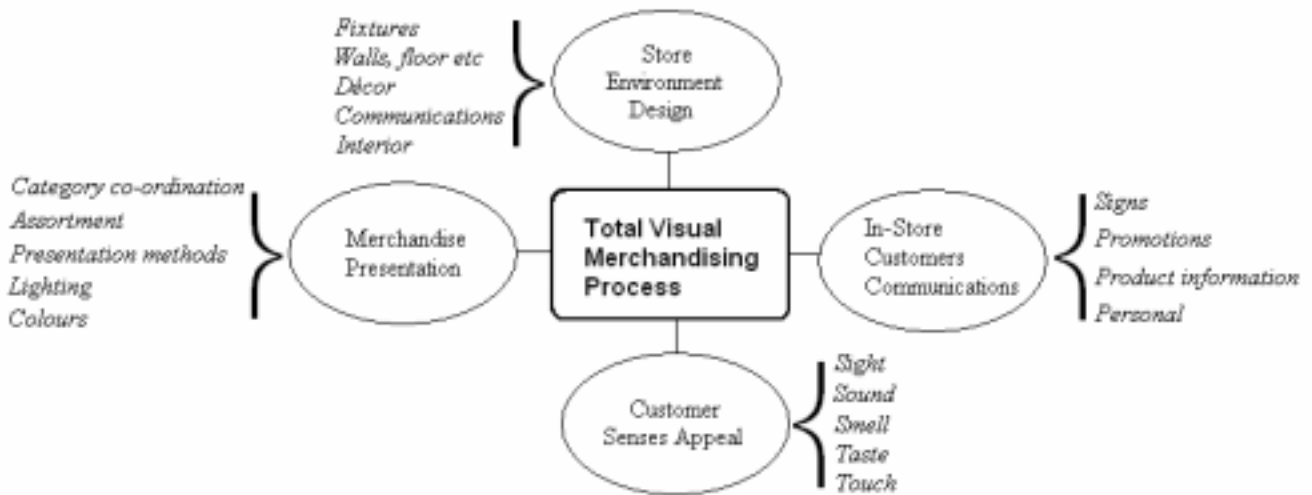 Fixtures
Walls, floor etc
Décor
Communications
Interior
Store
Environment
Design
Category co-ordination
Assortment
Presentation methods
Lighting
Colours
Merchandise
Presentation
Total Visual
Merchandising
Process
In-Store
Customers
Communications
Signs
Promotions
Product information
Personal
Customer
Senses Appeal
Sight
Sound
Smell
Taste
Touch